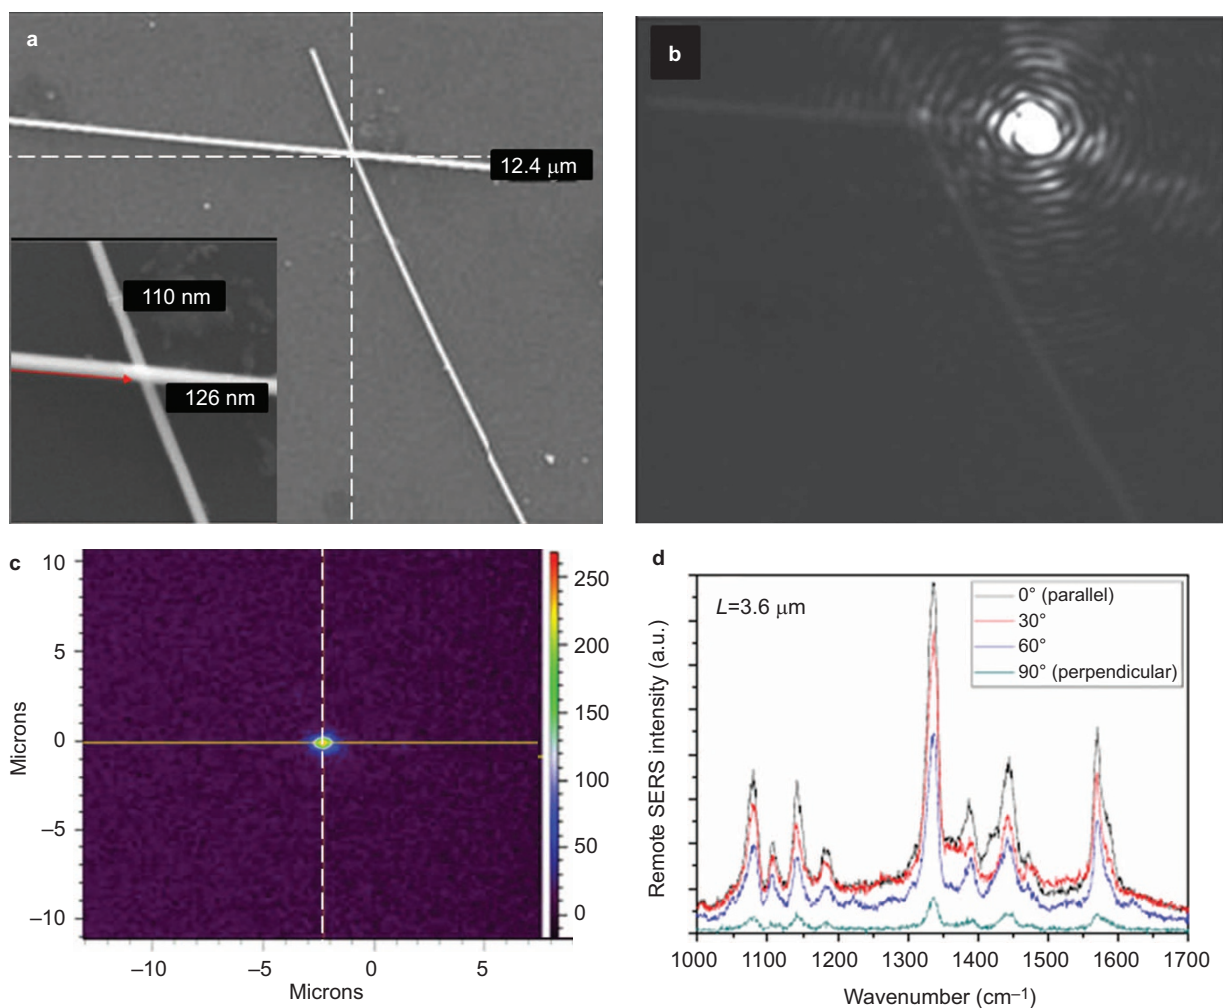 a
12.4 μm
110 nm
126 nm
b
c
10
5
0
–5
–10
Microns
–10
–5
0
5
Microns
250
200
150
100
50
0
d
L=3.6 μm
0° (parallel)
30°
60°
90° (perpendicular)
Remote SERS intensity (a.u.)
1000 1100 1200 1300 1400 1500 1600 1700
Wavenumber (cm–1)